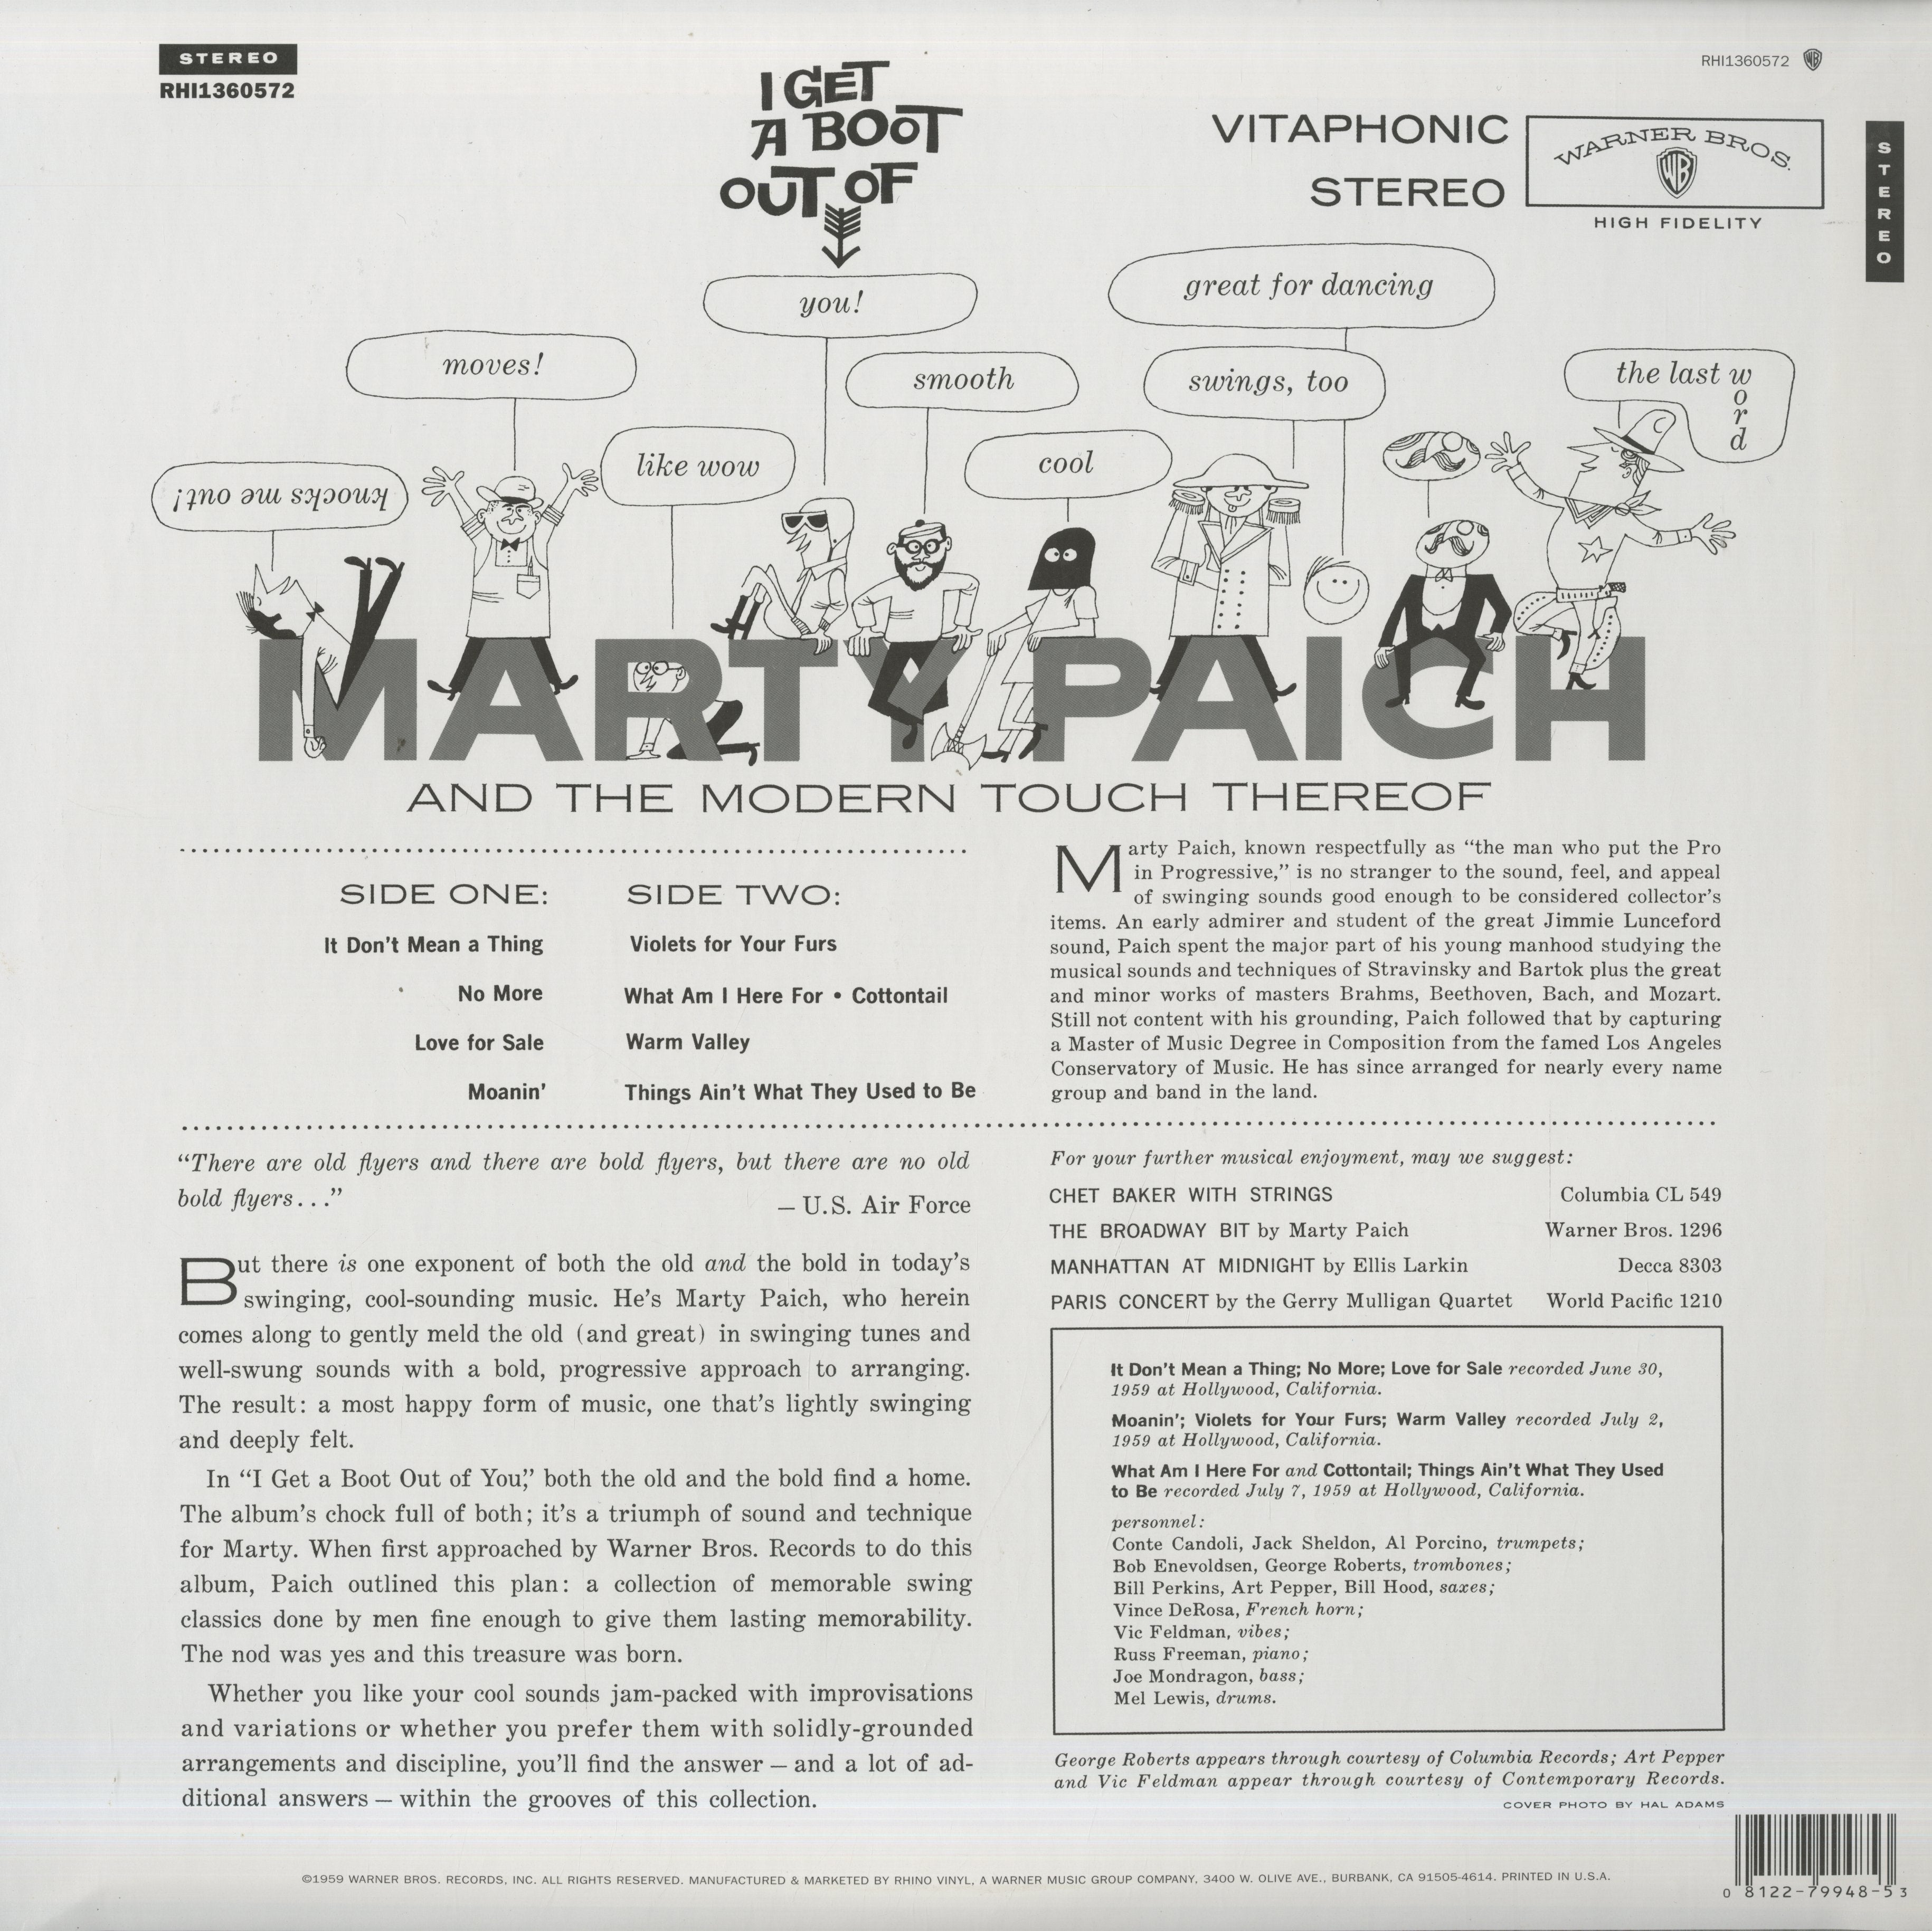 STEREO
RHI1360572
RHI1360572
WB
I GET
A BOOT
OUT OF
VITAPHONIC
STEREO
WARNER BROS.
WB
HIGH FIDELITY
STEREO
you!
great for dancing
moves!
smooth
swings, too
the last word
like wow
cool
knocks me out!
MARTY PAICH
AND THE MODERN TOUCH THEREOF
SIDE ONE:
It Don't Mean a Thing
No More
Love for Sale
Moanin'
SIDE TWO:
Violets for Your Furs
What Am I Here For • Cottontail
Warm Valley
Things Ain't What They Used to Be
Marty Paich, known respectfully as “the man who put the Pro
in Progressive,” is no stranger to the sound, feel, and appeal
of swinging sounds good enough to be considered collector's
items. An early admirer and student of the great Jimmie Lunceford
sound, Paich spent the major part of his young manhood studying the
musical sounds and techniques of Stravinsky and Bartok plus the great
and minor works of masters Brahms, Beethoven, Bach, and Mozart.
Still not content with his grounding, Paich followed that by capturing
a Master of Music Degree in Composition from the famed Los Angeles
Conservatory of Music. He has since arranged for nearly every name
group and band in the land.
“There are old flyers and there are bold flyers, but there are no old
bold flyers...”
— U.S. Air Force
But there is one exponent of both the old and the bold in today's
swinging, cool-sounding music. He's Marty Paich, who herein
comes along to gently meld the old (and great) in swinging tunes and
well-swung sounds with a bold, progressive approach to arranging.
The result: a most happy form of music, one that's lightly swinging
and deeply felt.
In “I Get a Boot Out of You,” both the old and the bold find a home.
The album's chock full of both; it's a triumph of sound and technique
for Marty. When first approached by Warner Bros. Records to do this
album, Paich outlined this plan: a collection of memorable swing
classics done by men fine enough to give them lasting memorability.
The nod was yes and this treasure was born.
Whether you like your cool sounds jam-packed with improvisations
and variations or whether you prefer them with solidly-grounded
arrangements and discipline, you'll find the answer — and a lot of ad-
ditional answers — within the grooves of this collection.
For your further musical enjoyment, may we suggest:
CHET BAKER WITH STRINGS Columbia CL 549
THE BROADWAY BIT by Marty Paich Warner Bros. 1296
MANHATTAN AT MIDNIGHT by Ellis Larkin Decca 8303
PARIS CONCERT by the Gerry Mulligan Quartet World Pacific 1210
It Don't Mean a Thing; No More; Love for Sale recorded June 30,
1959 at Hollywood, California.
Moanin'; Violets for Your Furs; Warm Valley recorded July 2,
1959 at Hollywood, California.
What Am I Here For and Cottontail; Things Ain't What They Used
to Be recorded July 7, 1959 at Hollywood, California.
personnel:
Conte Candoli, Jack Sheldon, Al Porcino, trumpets;
Bob Enevoldsen, George Roberts, trombones;
Bill Perkins, Art Pepper, Bill Hood, saxes;
Vince DeRosa, French horn;
Vic Feldman, vibes;
Russ Freeman, piano;
Joe Mondragon, bass;
Mel Lewis, drums.
George Roberts appears through courtesy of Columbia Records; Art Pepper
and Vic Feldman appear through courtesy of Contemporary Records.
COVER PHOTO BY HAL ADAMS
©1959 WARNER BROS. RECORDS, INC. ALL RIGHTS RESERVED. MANUFACTURED & MARKETED BY RHINO VINYL, A WARNER MUSIC GROUP COMPANY, 3400 W. OLIVE AVE., BURBANK, CA 91505-4614. PRINTED IN U.S.A.
0 8122-79948-5 3